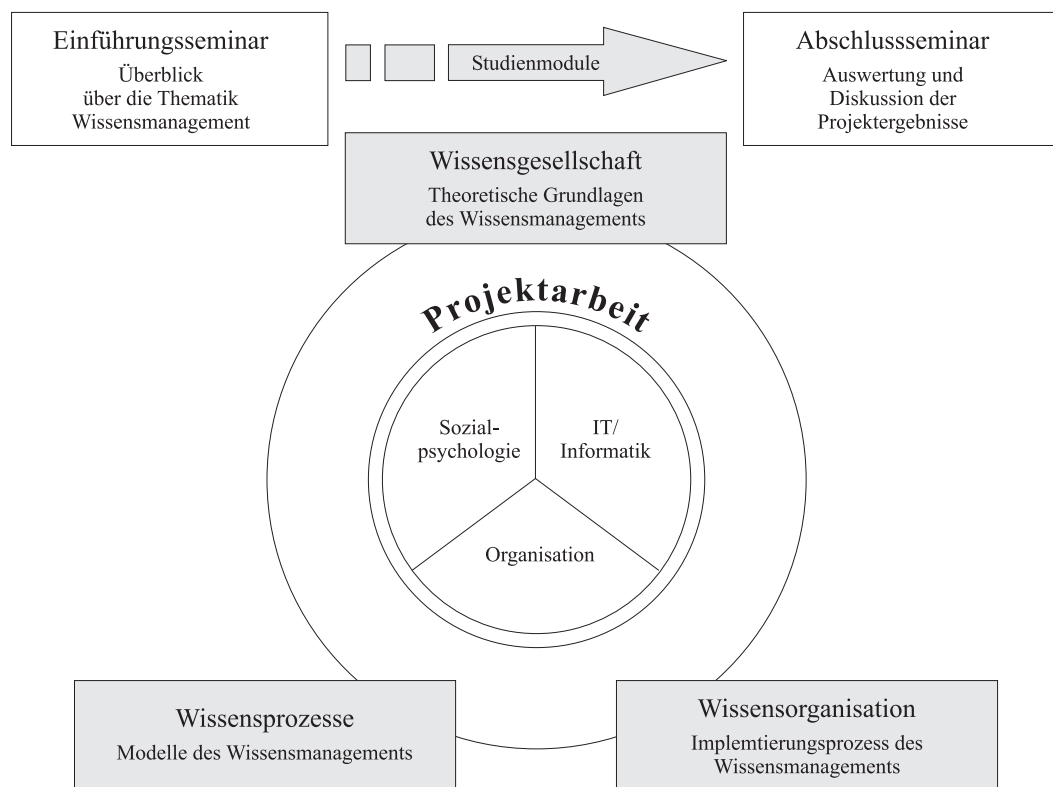 Einführungsseminar
Überblick
über die Thematik
Wissensmanagement
Studienmodule
Abschlussseminar
Auswertung und
Diskussion der
Projektergebnisse
Wissensgesellschaft
Theoretische Grundlagen
des Wissensmanagements
Projektarbeit
Sozial-
psychologie
IT/
Informatik
Organisation
Wissensprozesse
Modelle des Wissensmanagements
Wissensorganisation
Implemtierungsprozess des
Wissensmanagements